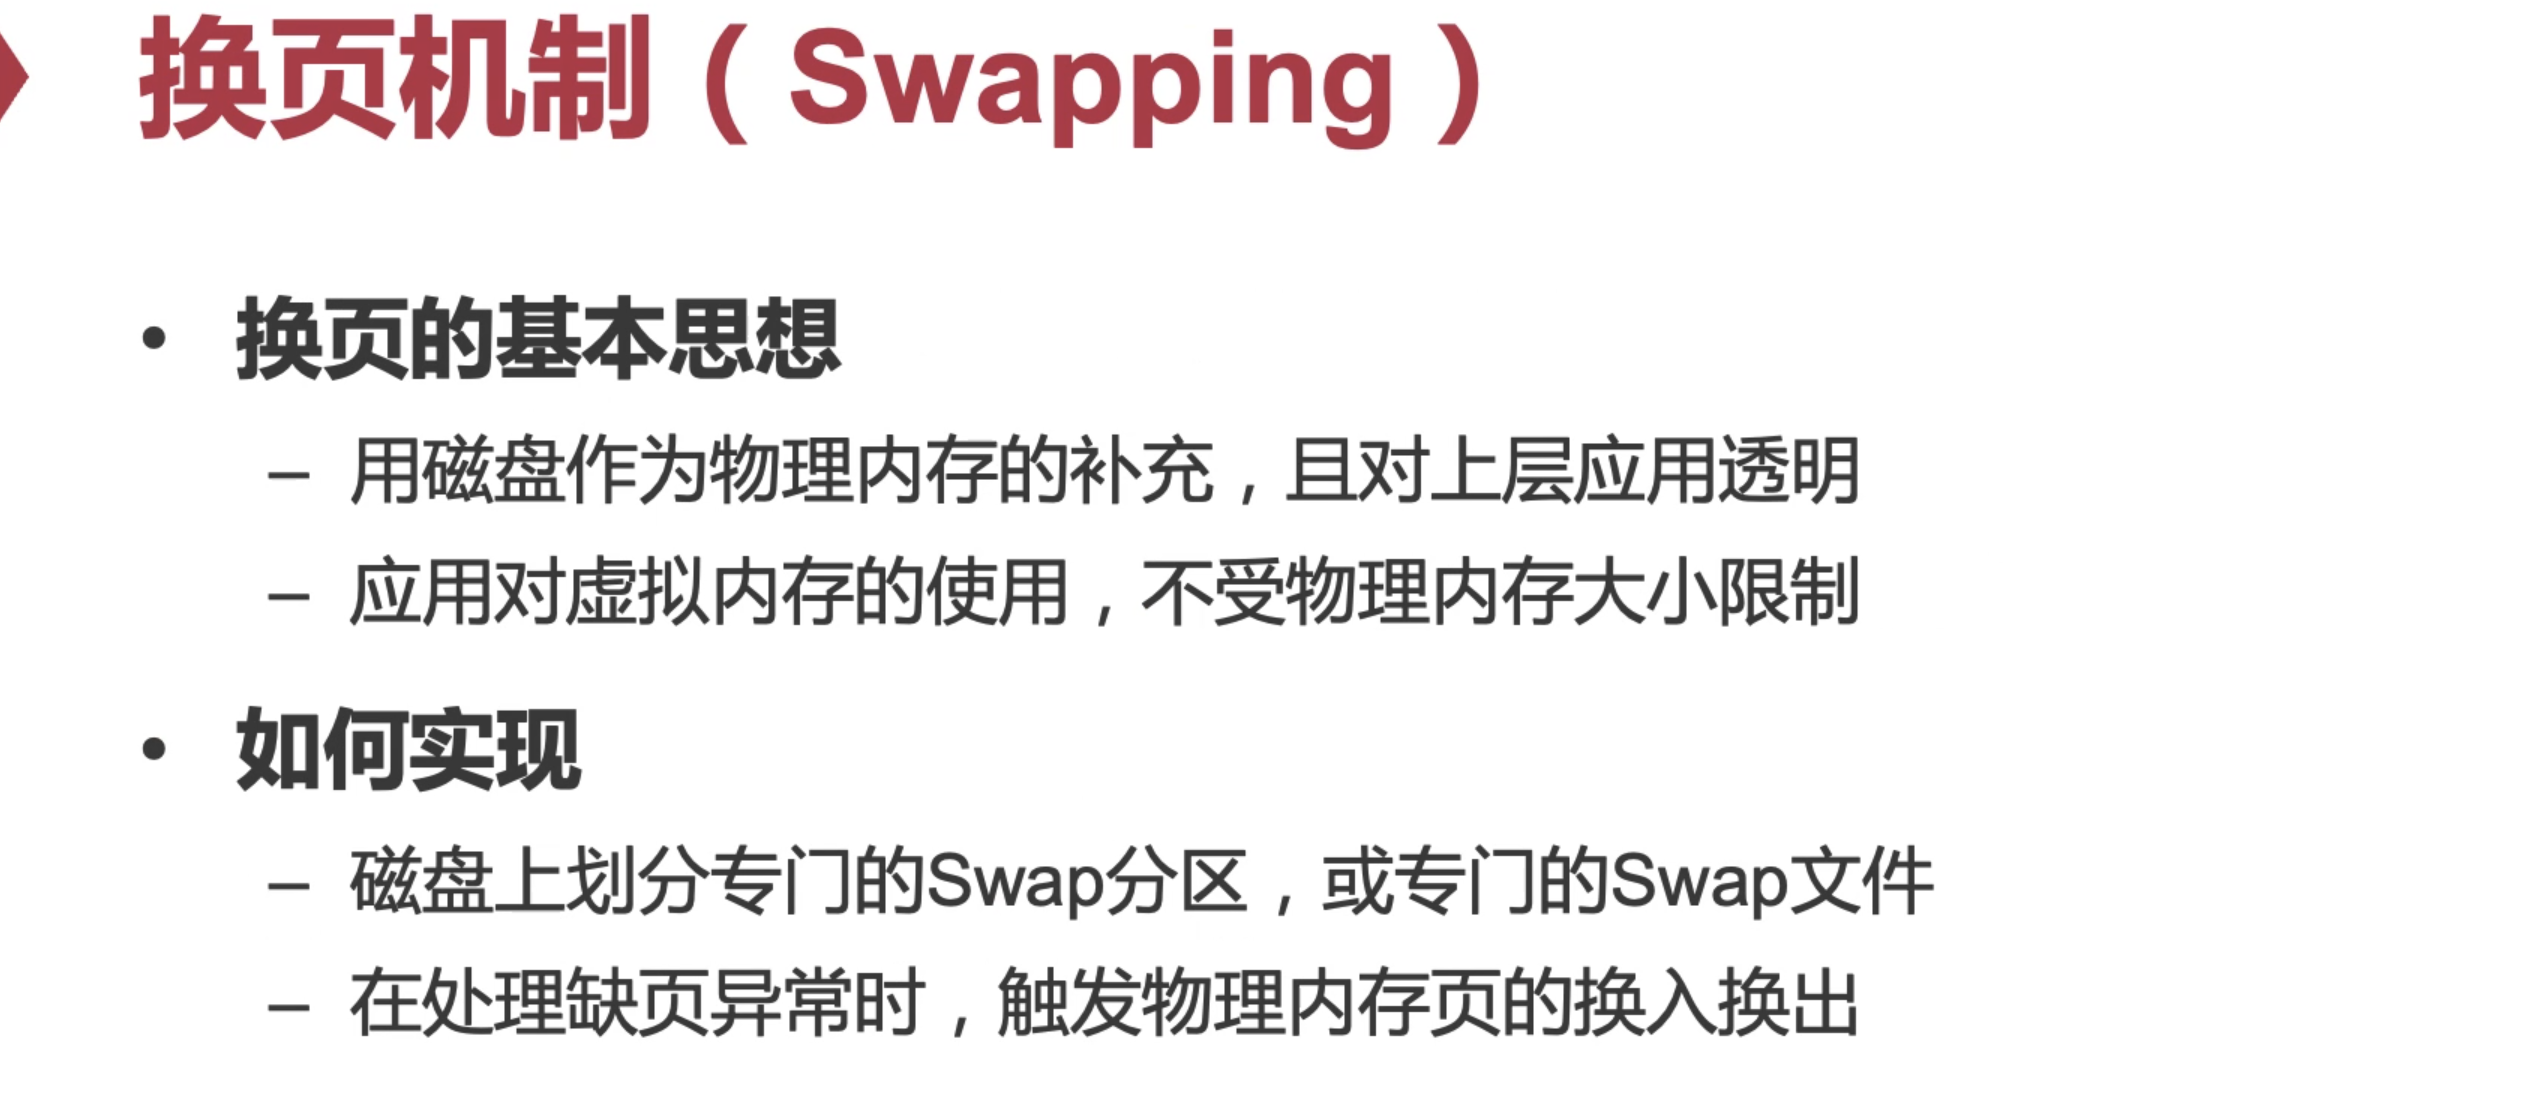 换页机制（Swapping）
• 换页的基本思想
– 用磁盘作为物理内存的补充，且对上层应用透明
– 应用对虚拟内存的使用，不受物理内存大小限制
• 如何实现
– 磁盘上划分专门的Swap分区，或专门的Swap文件
– 在处理缺页异常时，触发物理内存页的换入换出